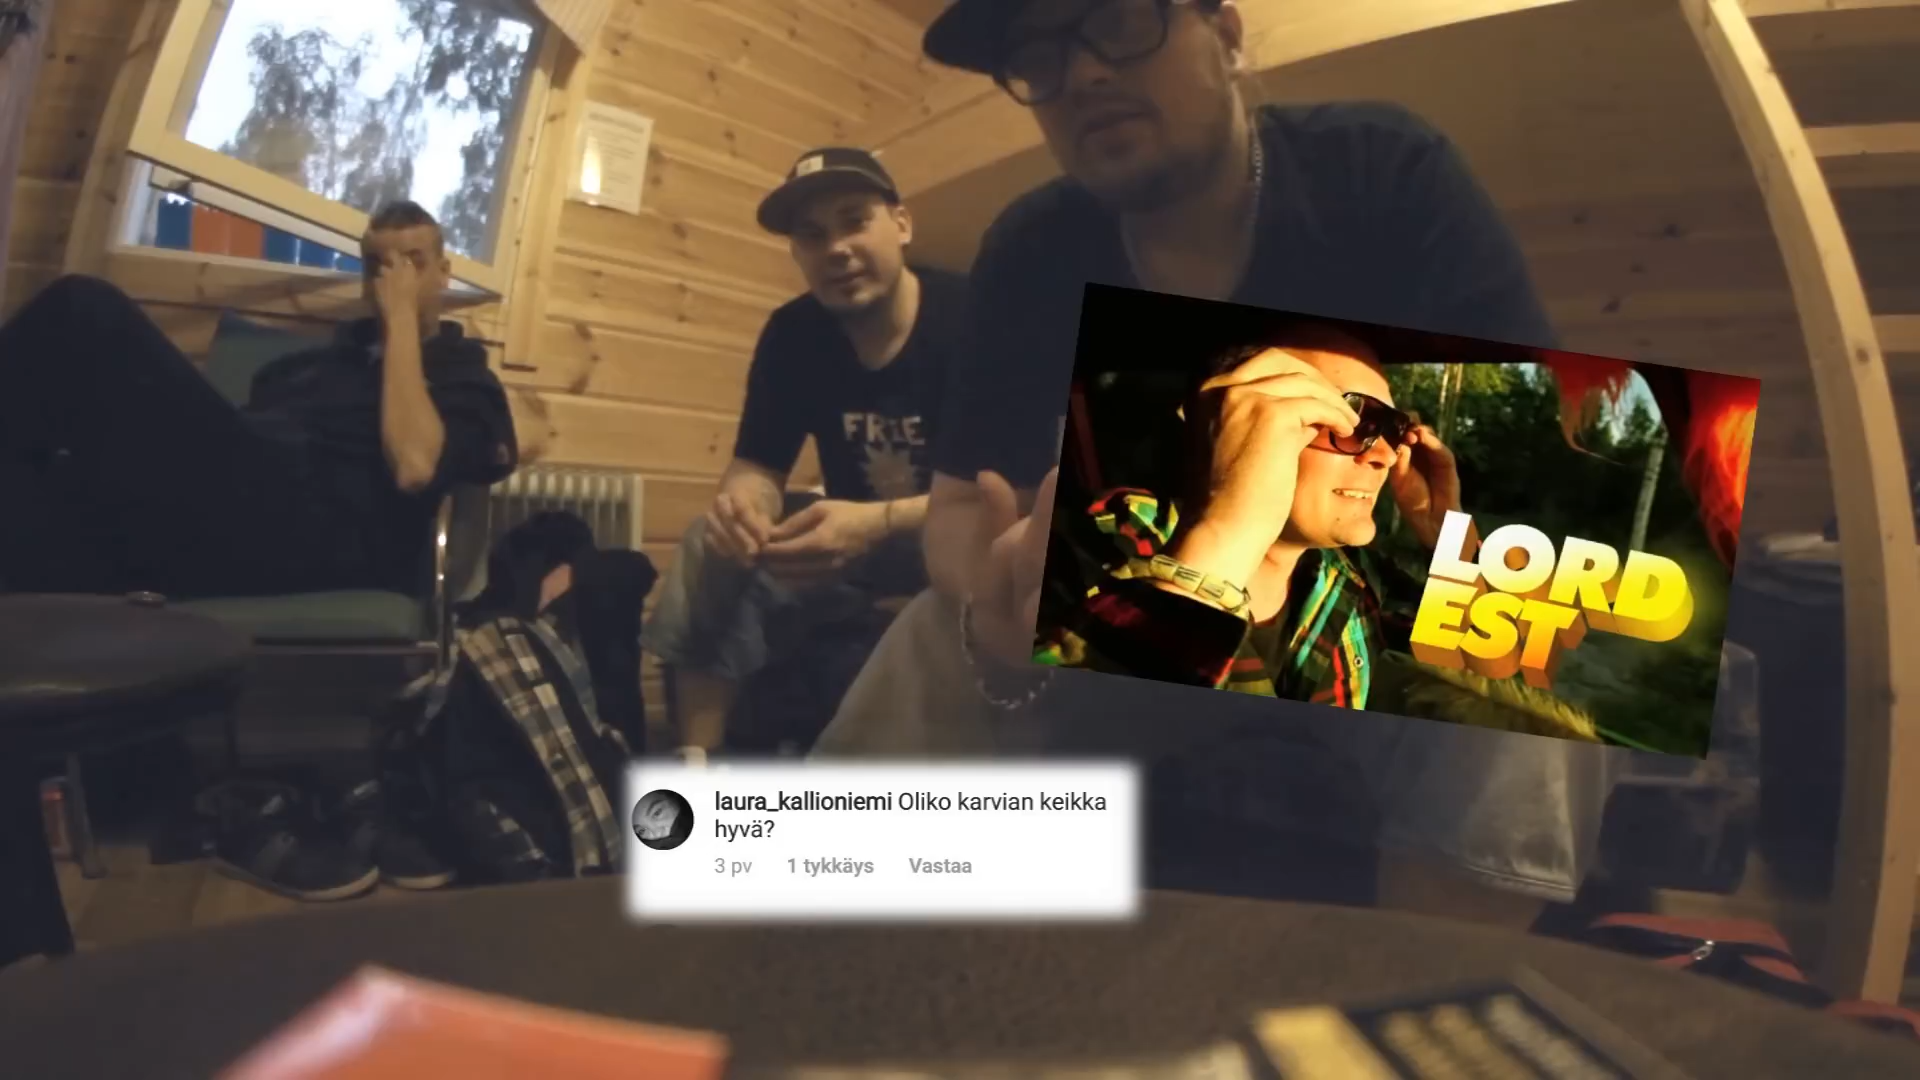 FREE
LORD
EST
laura_kallioniemi Oliko karvian keikka
hyvä?
3 pv 1 tykkäys Vastaa